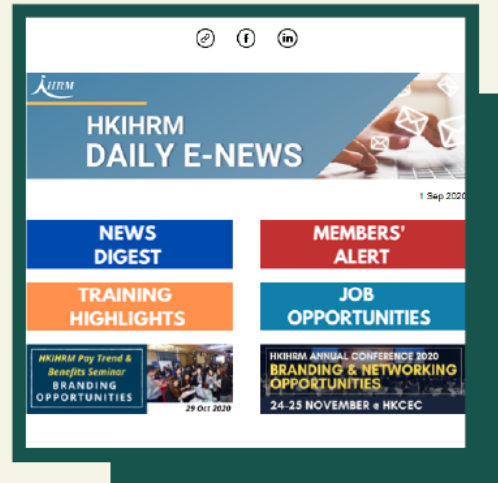 iHRM
HKIHRM
DAILY E-NEWS
1 Sep 2020
NEWS
DIGEST
MEMBERS'
ALERT
TRAINING
HIGHLIGHTS
JOB
OPPORTUNITIES
HKIHRM Pay Trend &
Benefits Seminar
BRANDING
OPPORTUNITIES
29 Oct 2020
HKIHRM ANNUAL CONFERENCE 2020
BRANDING & NETWORKING
OPPORTUNITIES
24-25 NOVEMBER @ HKCEC